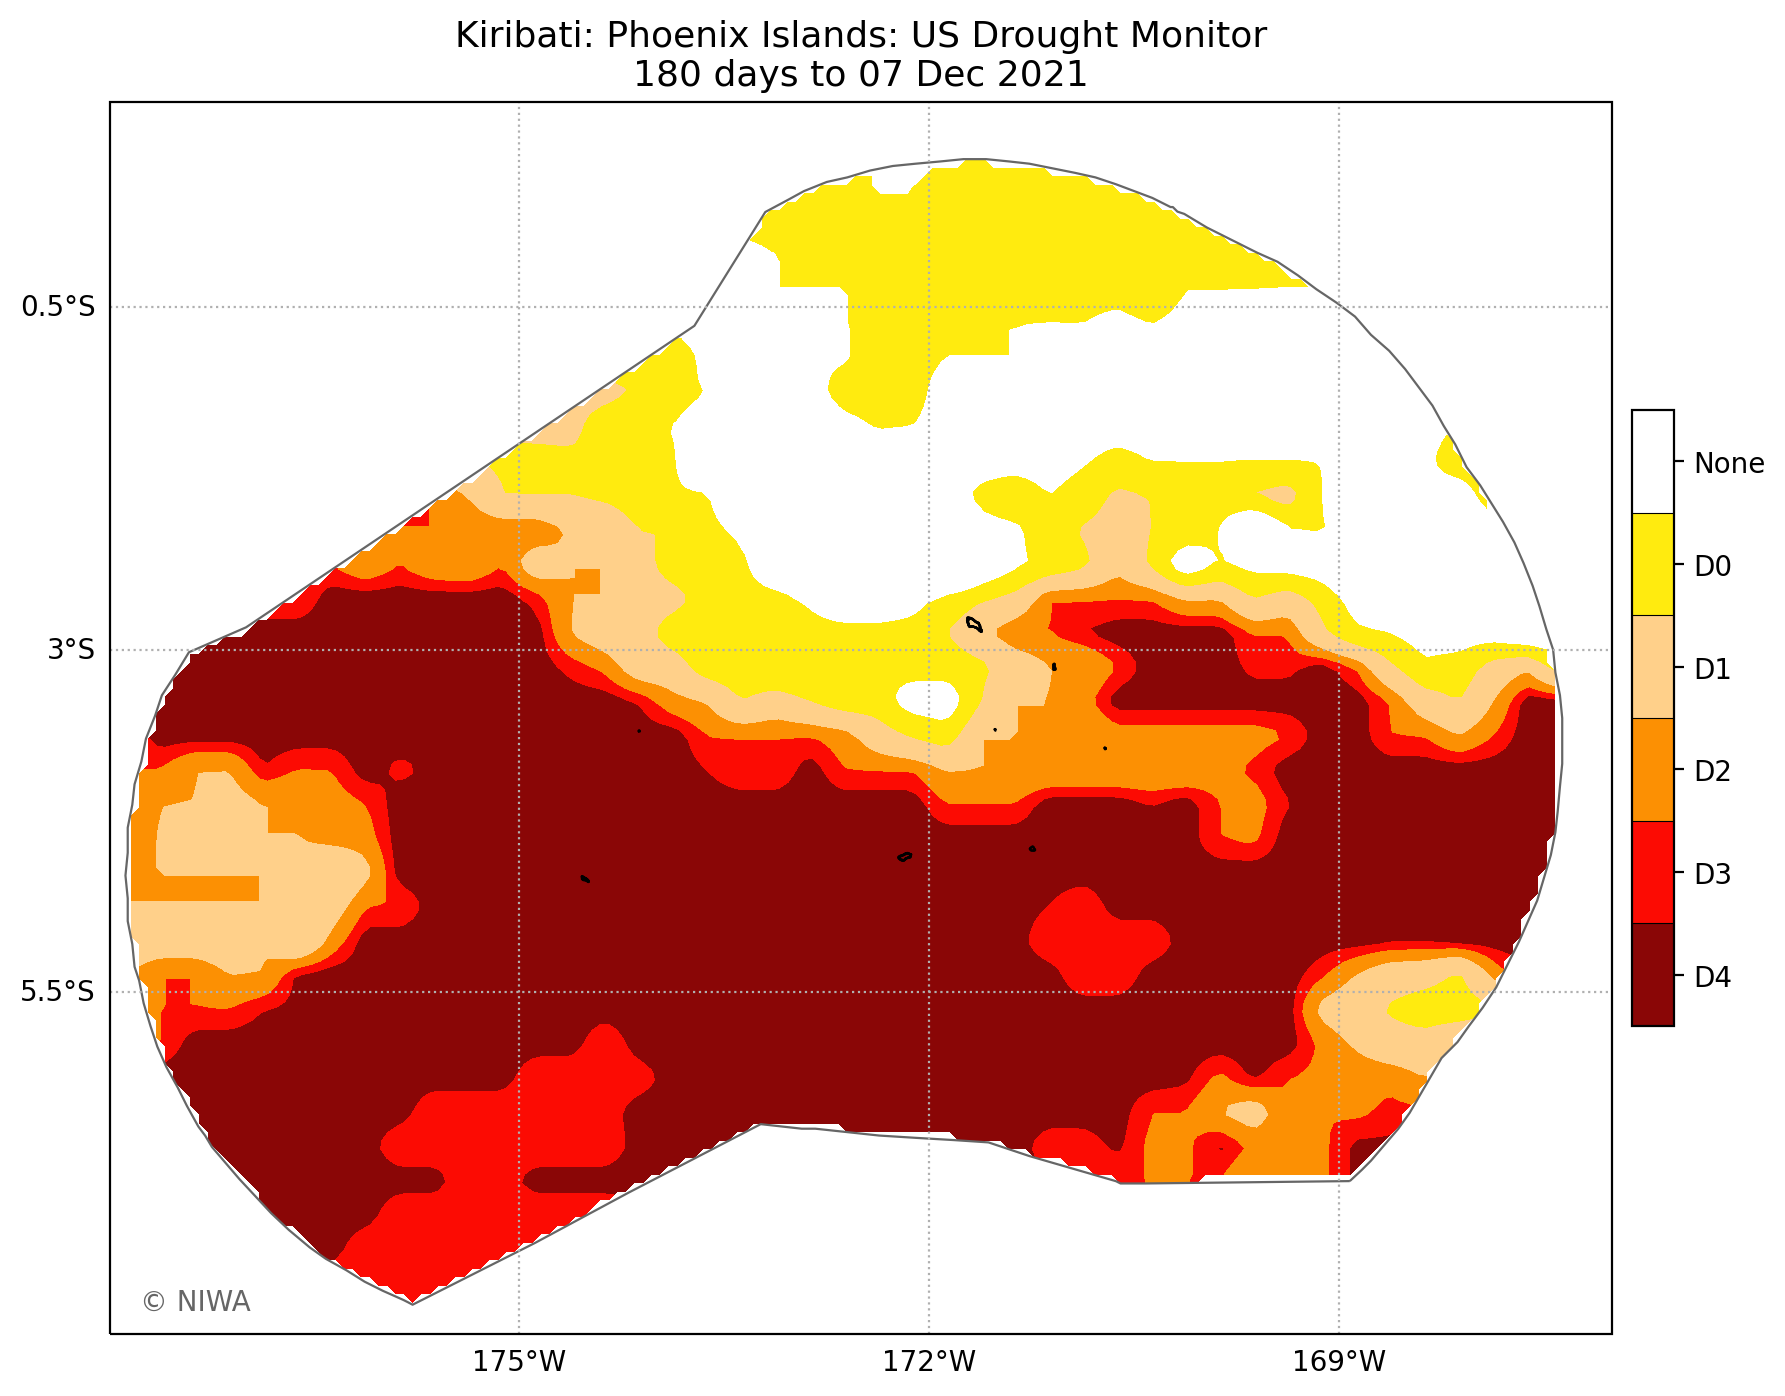 Kiribati: Phoenix Islands: US Drought Monitor
180 days to 07 Dec 2021
0.5°S
3°S
5.5°S
175°W
172°W
169°W
None
D0
D1
D2
D3
D4
© NIWA